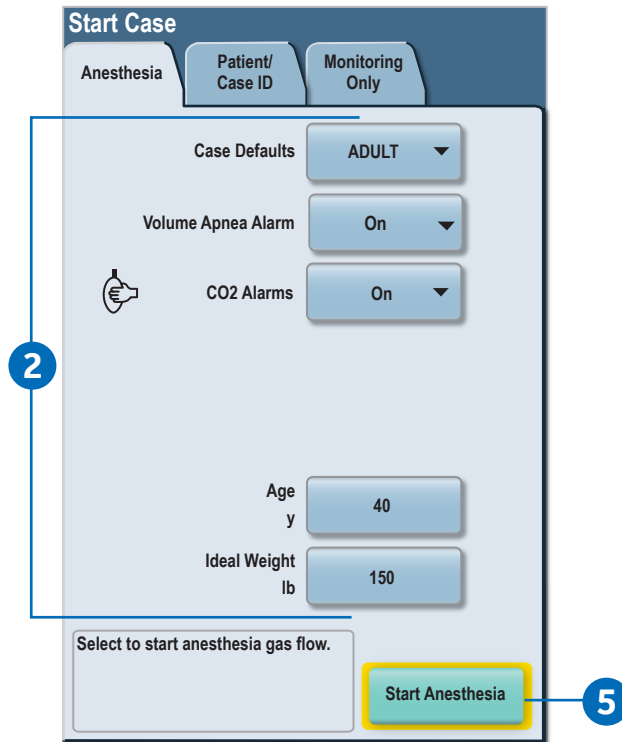 Start Case
Anesthesia
Patient/
Case ID
Monitoring
Only
Case Defaults
ADULT
Volume Apnea Alarm
On
CO2 Alarms
On
2
Age
y
40
Ideal Weight
lb
150
Select to start anesthesia gas flow.
Start Anesthesia
5